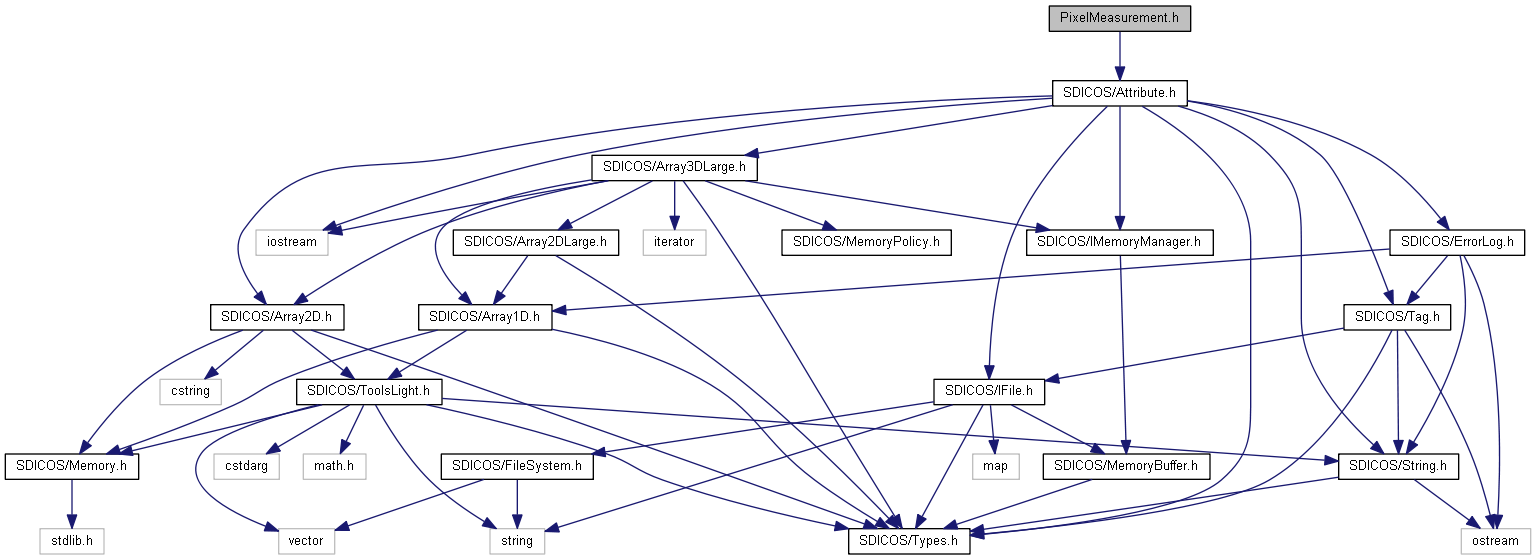 PixelMeasurement.h
SDICOS/Attribute.h
SDICOS/Array3DLarge.h
iostream
SDICOS/Array2DLarge.h
iterator
SDICOS/MemoryPolicy.h
SDICOS/IMemoryManager.h
SDICOS/ErrorLog.h
SDICOS/Array2D.h
SDICOS/Array1D.h
SDICOS/Tag.h
cstring
SDICOS/ToolsLight.h
SDICOS/IFile.h
SDICOS/Memory.h
cstdarg
math.h
SDICOS/FileSystem.h
map
SDICOS/MemoryBuffer.h
SDICOS/String.h
stdlib.h
vector
string
SDICOS/Types.h
ostream